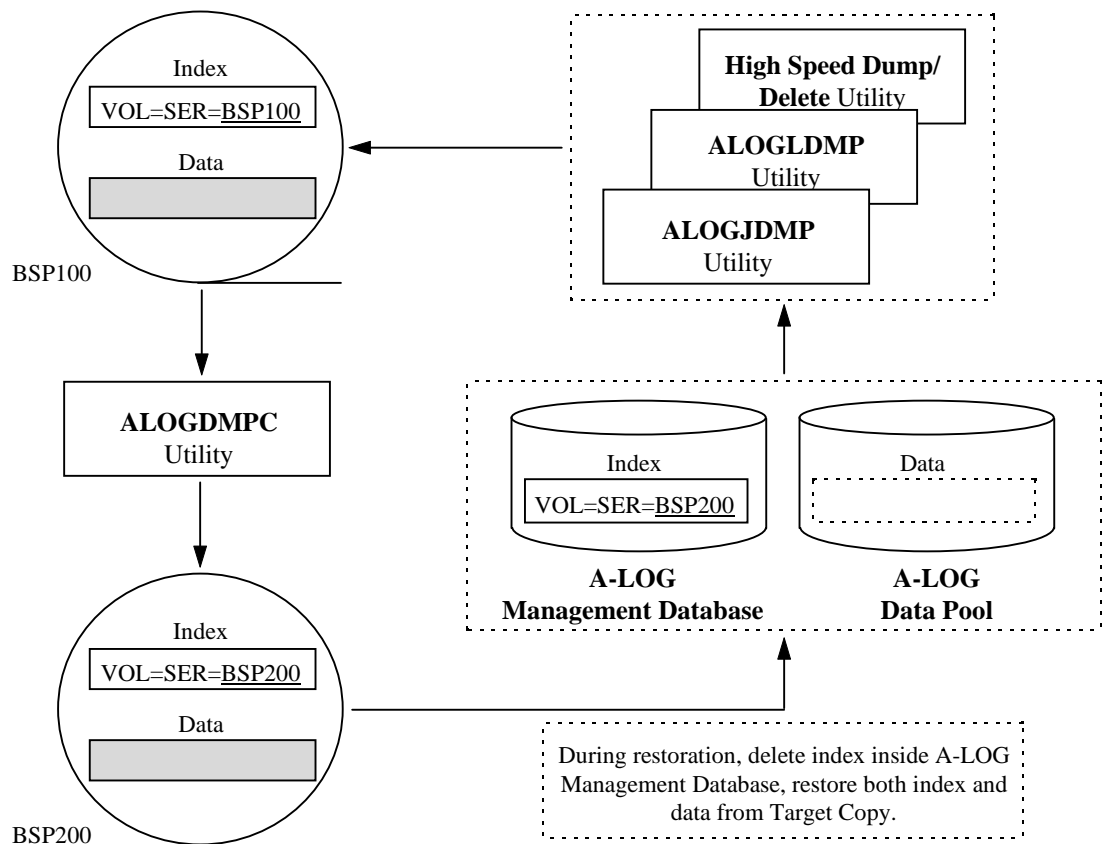 Index
VOL=SER=BSP100
Data
BSP100
High Speed Dump/
Delete Utility
ALOGLDMP
Utility
ALOGJDMP
Utility
ALOGDMPC
Utility
Index
VOL=SER=BSP200
Data
A-LOG
Management Database
A-LOG
Data Pool
Index
VOL=SER=BSP200
Data
BSP200
During restoration, delete index inside A-LOG
Management Database, restore both index and
data from Target Copy.